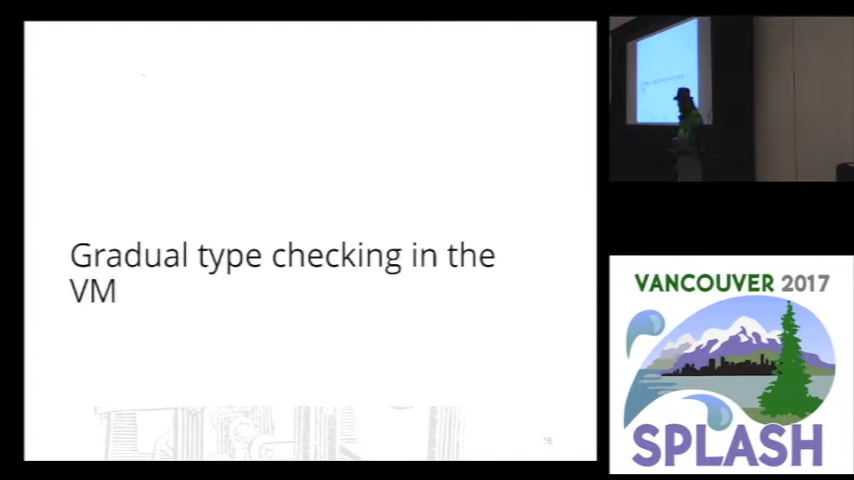 Gradual type checking in the
VM
16
VANCOUVER 2017
SPLASH